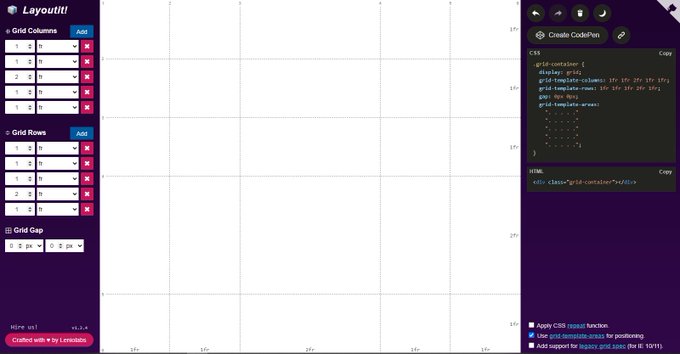 Layoutit!
Grid Columns
Add
1 fr
1 fr
2 fr
1 fr
1 fr
Grid Rows
Add
1 fr
1 fr
1 fr
2 fr
1 fr
Grid Gap
0 px 0 px
Hire us!
Crafted with ♥ by Leniolabs
1fr
1fr
1fr
2fr
1fr
1fr 1fr 2fr 1fr 1fr
Create CodePen
CSS Copy
.grid-container {
display: grid;
grid-template-columns: 1fr 1fr 2fr 1fr 1fr;
grid-template-rows: 1fr 1fr 1fr 2fr 1fr;
gap: 0px 0px;
grid-template-areas:
". . . . ."
". . . . ."
". . . . ."
". . . . ."
". . . . .";
}
HTML Copy
<div class="grid-container"></div>
Apply CSS repeat function.
Use grid-template-areas for positioning.
Add support for legacy grid spec (for IE 10/11).